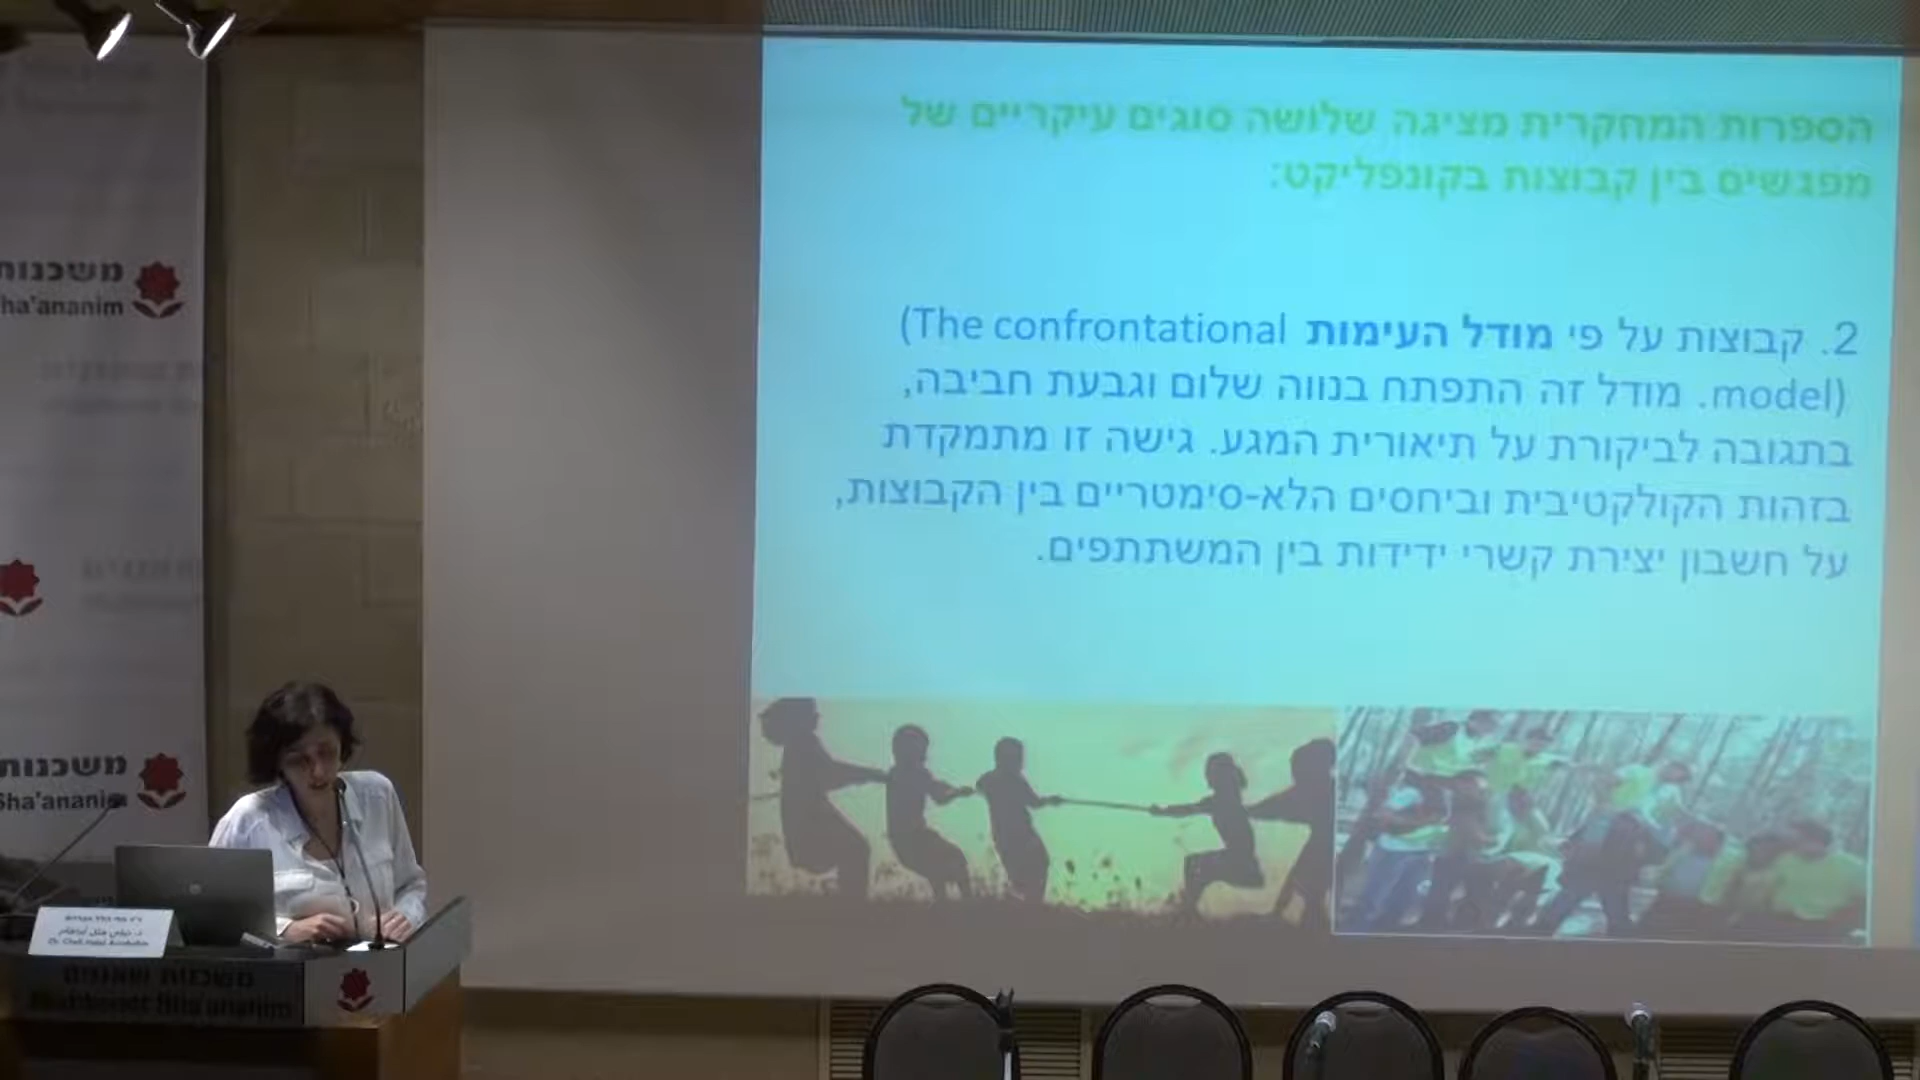 הספרות המחקרית מציגה שלושה סוגים עיקריים של
מפגשים בין קבוצות בקונפליקט:
2. קבוצות על פי מודל העימות (The confrontational
model). מודל זה התפתח בנווה שלום וגבעת חביבה,
בתגובה לביקורת על תיאורית המגע. גישה זו מתמקדת
בזהות הקולקטיבית וביחסים הלא-סימטריים בין הקבוצות,
על חשבון יצירת קשרי ידידות בין המשתתפים.
משכנות
Sha'ananim
משכנות
Sha'ananim
משכנות שאננים